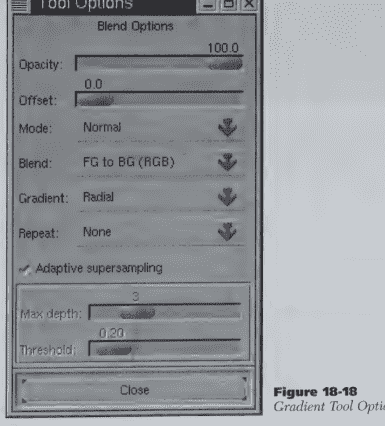 Tool Options
Blend Options
100.0
Opacity:
0.0
Offset:
Mode: Normal
Blend: FG to BG (RGB)
Gradient: Radial
Repeat: None
Adaptive supersampling
3
Max depth:
0.20
Threshold:
Close
Figure 18-18
Gradient Tool